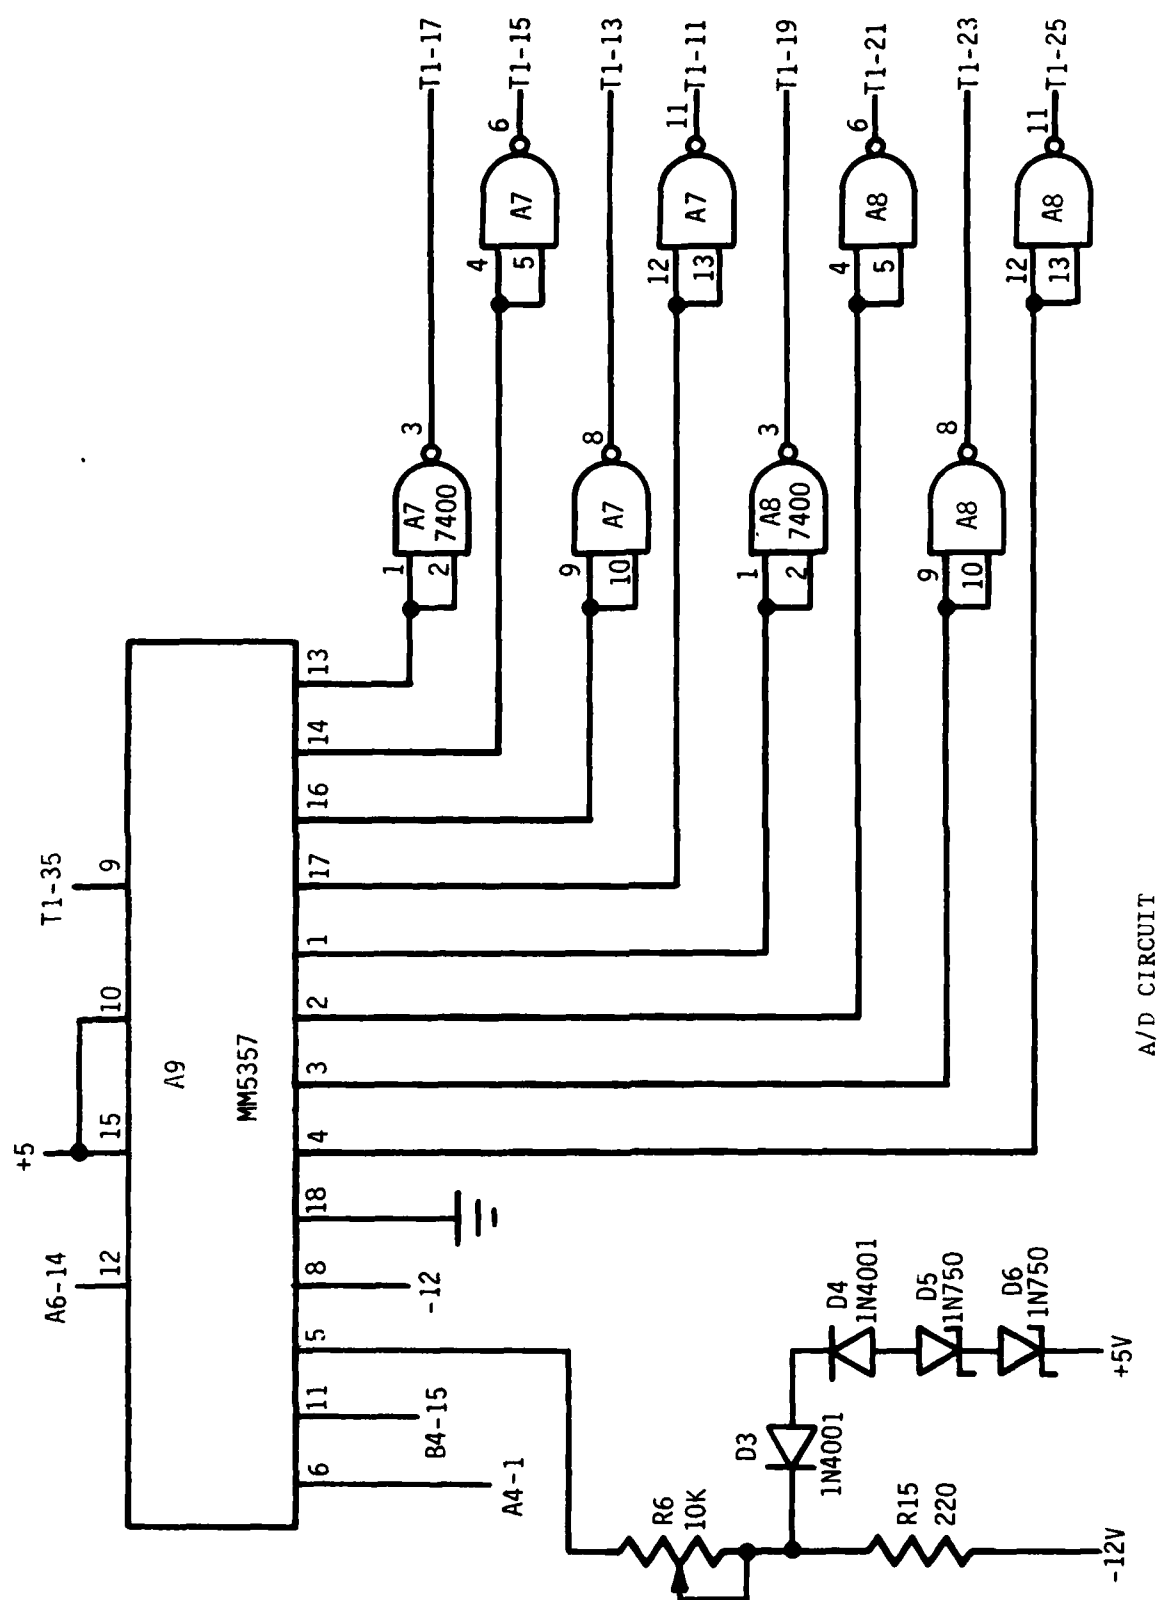 T1-17
T1-15
T1-13
T1-11
T1-19
T1-21
T1-23
T1-25
3
A7
7400
1
2
6
A7
4
5
8
A7
9
10
11
A7
12
13
3
A8
7400
1
2
6
A8
4
5
8
A8
9
10
11
A8
12
13
T1-35
9
10
+5
15
A6-14
12
A9
MM5357
13
14
16
17
1
2
3
4
18
8
-12
5
11
B4-15
6
A4-1
R6
10K
D3
1N4001
D4
1N4001
D5
1N750
D6
1N750
+5V
R15
220
-12V
A/D CIRCUIT